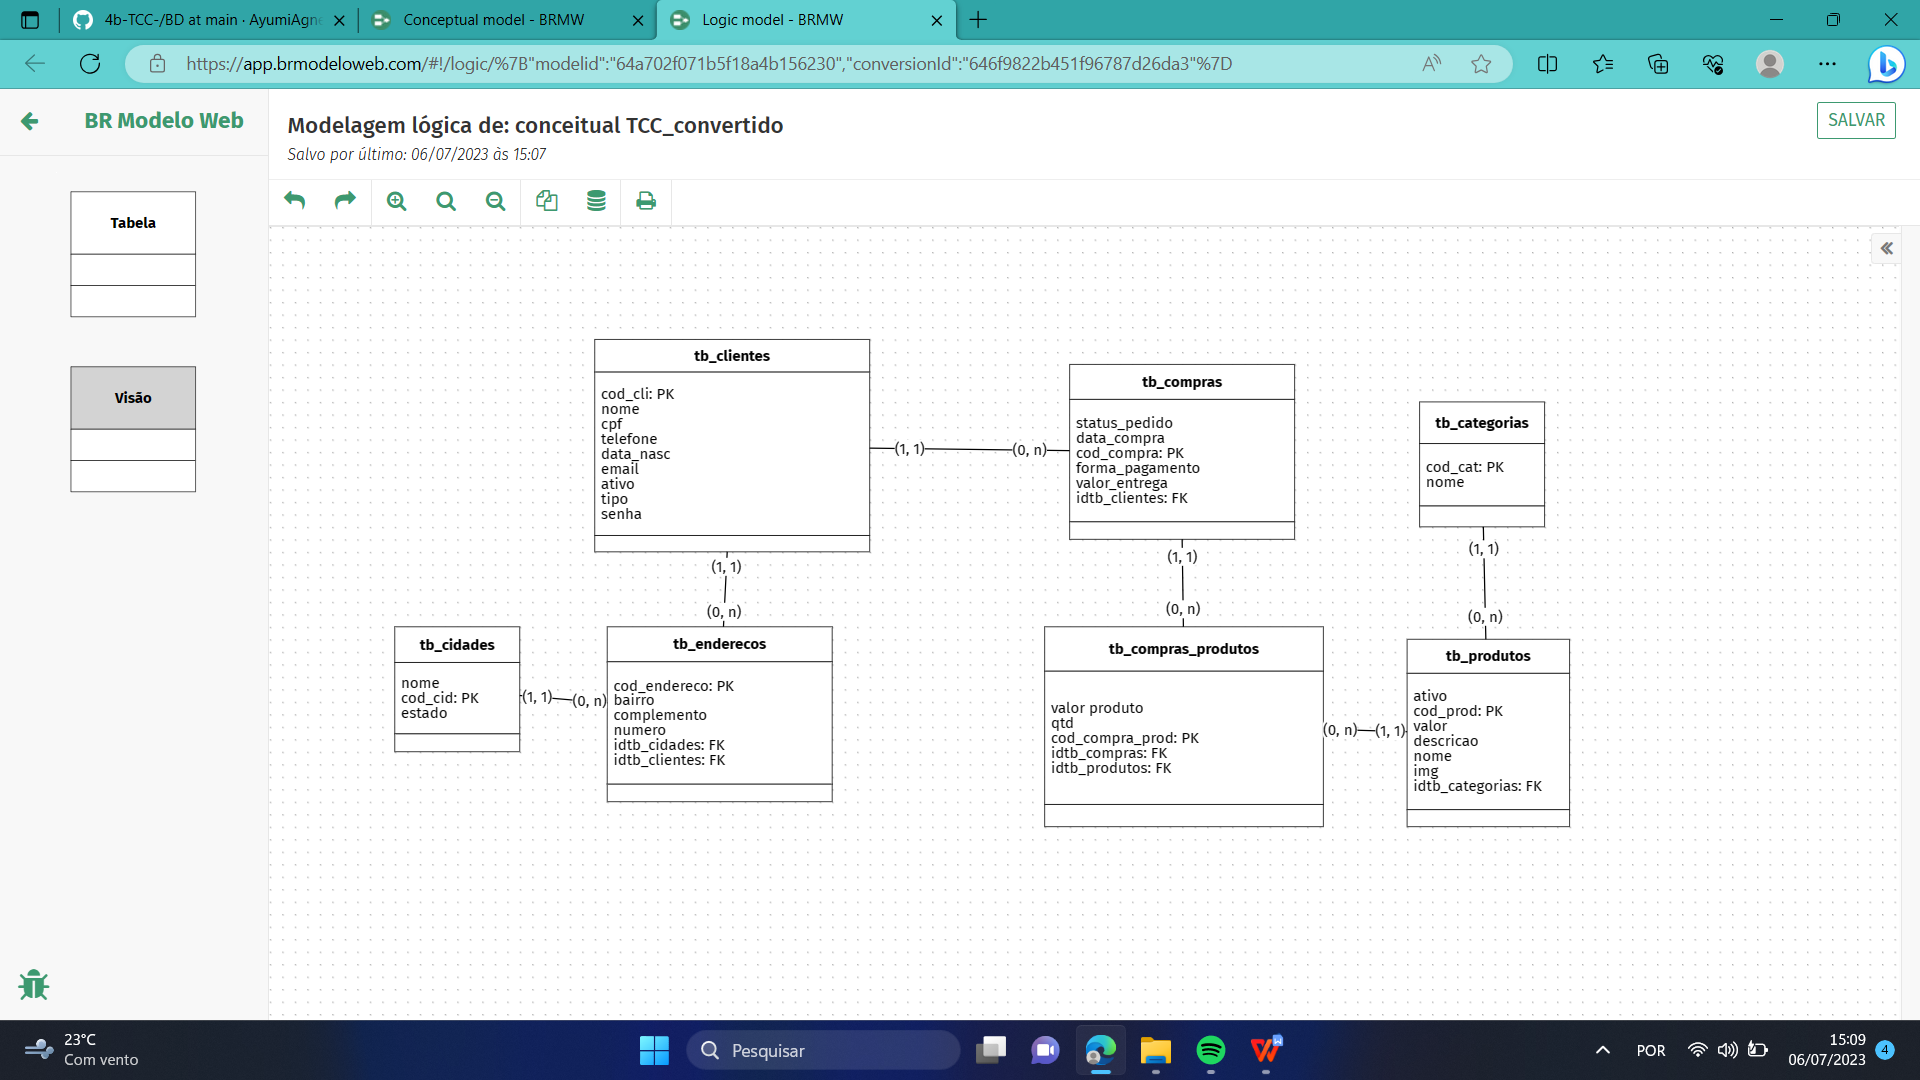 4b-TCC-/BD at main · AyumiAgne
Conceptual model - BRMW
Logic model - BRMW
https://app.brmodeloweb.com/#!/logic/%7B"modelid":"64a702f071b5f18a4b156230","conversionId":"646f9822b451f96787d26da3"%7D
BR Modelo Web
Modelagem lógica de: conceitual TCC_convertido
SALVAR
Salvo por último: 06/07/2023 às 15:07
Tabela
Visão
tb_clientes
cod_cli: PK
nome
cpf
telefone
data_nasc
email
ativo
tipo
senha
(1, 1)
(0, n)
tb_compras
status_pedido
data_compra
cod_compra: PK
forma_pagamento
valor_entrega
idtb_clientes: FK
tb_categorias
cod_cat: PK
nome
(1, 1)
(0, n)
(1, 1)
(0, n)
(1, 1)
(0, n)
tb_cidades
nome
cod_cid: PK
estado
(1, 1)
(0, n)
tb_enderecos
cod_endereco: PK
bairro
complemento
numero
idtb_cidades: FK
idtb_clientes: FK
tb_compras_produtos
valor produto
qtd
cod_compra_prod: PK
idtb_compras: FK
idtb_produtos: FK
(0, n)
(1, 1)
tb_produtos
ativo
cod_prod: PK
valor
descricao
nome
img
idtb_categorias: FK
23°C
Com vento
Pesquisar
POR
15:09
06/07/2023
4